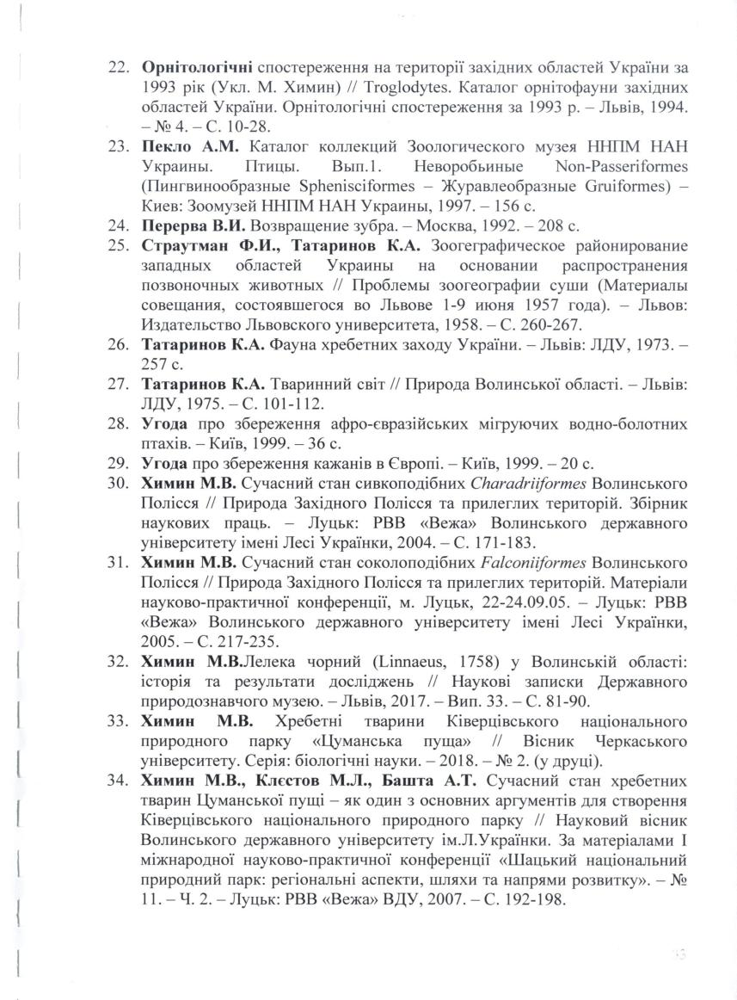 22. Орнітологічні спостереження на території західних областей України за
1993 рік (Укл. М. Химин) // Troglodytes. Каталог орнітофауни західних
областей України. Орнітологічні спостереження за 1993 р. – Львів, 1994.
– № 4. – С. 10-28.
23. Пекло А.М. Каталог коллекций Зоологического музея ННПМ НАН
Украины. Птицы. Вып.1. Неворобьиные Non-Passeriformes
(Пингвинообразные Sphenisciformes – Журавлеобразные Gruiformes) –
Киев: Зоомузей ННПМ НАН Украины, 1997. – 156 с.
24. Перерва В.И. Возвращение зубра. – Москва, 1992. – 208 с.
25. Страутман Ф.И., Татаринов К.А. Зоогеграфическое районирование
западных областей Украины на основании распространения
позвоночных животных // Проблемы зоогеографии суши (Материалы
совещания, состоявшегося во Львове 1-9 июня 1957 года). – Львов:
Издательство Львовского университета, 1958. – С. 260-267.
26. Татаринов К.А. Фауна хребетних заходу України. – Львів: ЛДУ, 1973. –
257 с.
27. Татаринов К.А. Тваринний світ // Природа Волинської області. – Львів:
ЛДУ, 1975. – С. 101-112.
28. Угода про збереження афро-євразійських мігруючих водно-болотних
птахів. – Київ, 1999. – 36 с.
29. Угода про збереження кажанів в Європі. – Київ, 1999. – 20 с.
30. Химин М.В. Сучасний стан сивкоподібних Charadriiformes Волинського
Полісся // Природа Західного Полісся та прилеглих територій. Збірник
наукових праць. – Луцьк: РВВ «Вежа» Волинського державного
університету імені Лесі Українки, 2004. – С. 171-183.
31. Химин М.В. Сучасний стан соколоподібних Falconiiformes Волинського
Полісся // Природа Західного Полісся та прилеглих територій. Матеріали
науково-практичної конференції, м. Луцьк, 22-24.09.05. – Луцьк: РВВ
«Вежа» Волинського державного університету імені Лесі Українки,
2005. – С. 217-235.
32. Химин М.В.Лелека чорний (Linnaeus, 1758) у Волинській області:
історія та результати досліджень // Наукові записки Державного
природознавчого музею. – Львів, 2017. – Вип. 33. – С. 81-90.
33. Химин М.В. Хребетні тварини Ківерцівського національного
природного парку «Цуманська пуща» // Вісник Черкаського
університету. Серія: біологічні науки. – 2018. – № 2. (у друці).
34. Химин М.В., Клєстов М.Л., Башта А.Т. Сучасний стан хребетних
тварин Цуманської пущі – як один з основних аргументів для створення
Ківерцівського національного природного парку // Науковий вісник
Волинського державного університету ім.Л.Українки. За матеріалами І
міжнародної науково-практичної конференції «Шацький національний
природний парк: регіональні аспекти, шляхи та напрями розвитку». – №
11. – Ч. 2. – Луцьк: РВВ «Вежа» ВДУ, 2007. – С. 192-198.